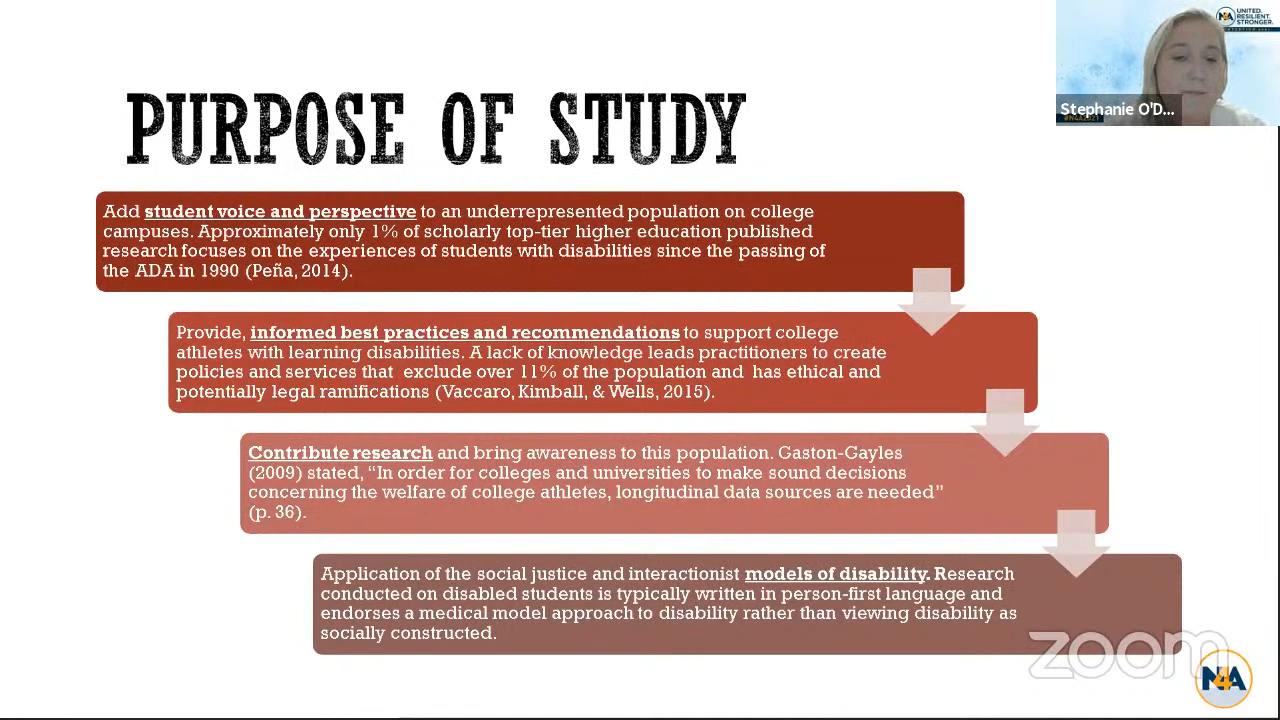 UNITED.
RESILIENT.
STRONGER.
Stephanie O'D...
#N4A2021
PURPOSE OF STUDY
Add student voice and perspective to an underrepresented population on college
campuses. Approximately only 1% of scholarly top-tier higher education published
research focuses on the experiences of students with disabilities since the passing of
the ADA in 1990 (Peña, 2014).
Provide, informed best practices and recommendations to support college
athletes with learning disabilities. A lack of knowledge leads practitioners to create
policies and services that exclude over 11% of the population and has ethical and
potentially legal ramifications (Vaccaro, Kimball, & Wells, 2015).
Contribute research and bring awareness to this population. Gaston-Gayles
(2009) stated, “In order for colleges and universities to make sound decisions
concerning the welfare of college athletes, longitudinal data sources are needed”
(p. 36).
Application of the social justice and interactionist models of disability. Research
conducted on disabled students is typically written in person-first language and
endorses a medical model approach to disability rather than viewing disability as
socially constructed.
zoom
N4A